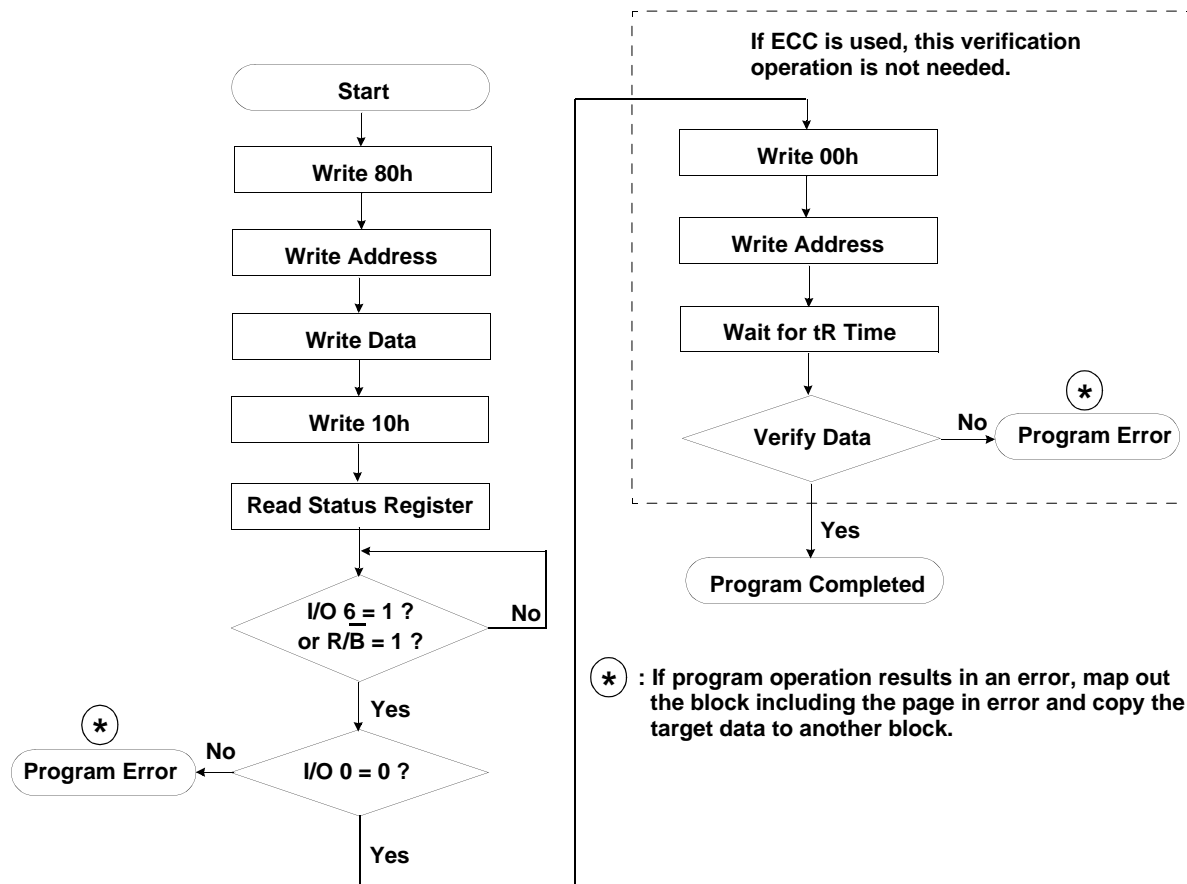 Start
Write 80h
Write Address
Write Data
Write 10h
Read Status Register
I/O 6 = 1 ?
or R/B̅ = 1 ?
No
Yes
*
No
Program Error
I/O 0 = 0 ?
Yes
If ECC is used, this verification
operation is not needed.
Write 00h
Write Address
Wait for tR Time
*
Verify Data
No
Program Error
Yes
Program Completed
* : If program operation results in an error, map out
the block including the page in error and copy the
target data to another block.